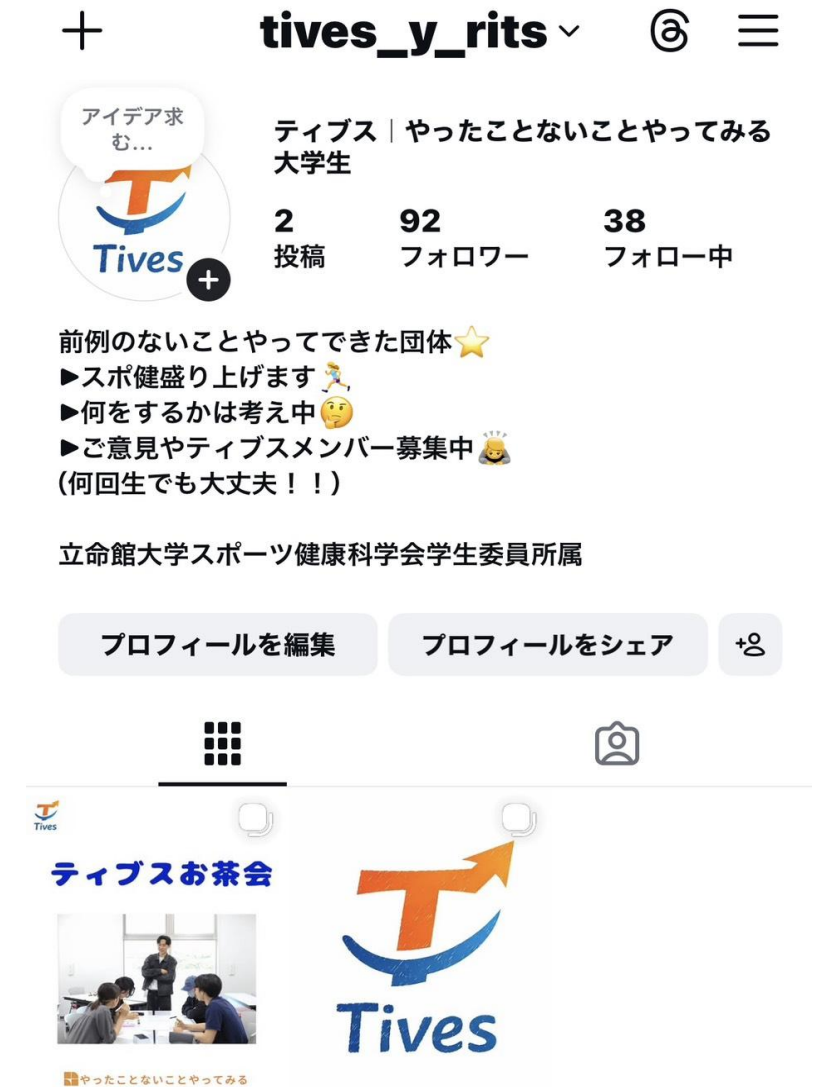 tives_y_rits
アイデア求
む...
ティブス｜やったことないことやってみる
大学生
2
投稿
92
フォロワー
38
フォロー中
Tives
前例のないことやってできた団体⭐
▶スポ健盛り上げます🏃‍♀️
▶何をするかは考え中🤔
▶ご意見やティブスメンバー募集中🙇
(何回生でも大丈夫！！)
立命館大学スポーツ健康科学会学生委員所属
プロフィールを編集
プロフィールをシェア
Tives
ティブスお茶会
やったことないことやってみる
Tives